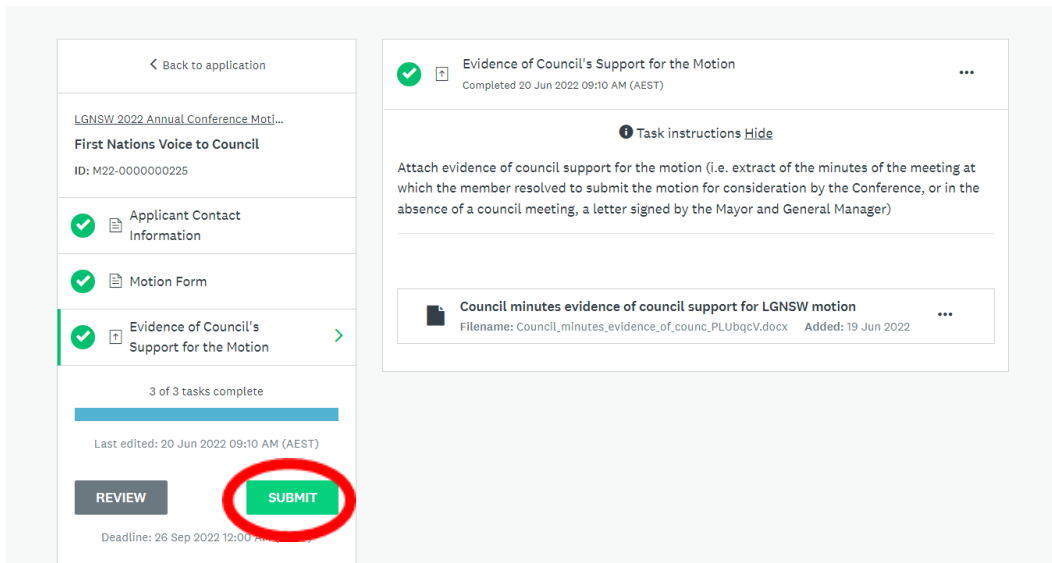 Back to application
LGNSW 2022 Annual Conference Moti...
First Nations Voice to Council
ID: M22-0000000225
Applicant Contact
Information
Motion Form
Evidence of Council's
Support for the Motion
3 of 3 tasks complete
Last edited: 20 Jun 2022 09:10 AM (AEST)
REVIEW
SUBMIT
Deadline: 26 Sep 2022 12:00
Evidence of Council's Support for the Motion
Completed 20 Jun 2022 09:10 AM (AEST)
Task instructions Hide
Attach evidence of council support for the motion (i.e. extract of the minutes of the meeting at
which the member resolved to submit the motion for consideration by the Conference, or in the
absence of a council meeting, a letter signed by the Mayor and General Manager)
Council minutes evidence of council support for LGNSW motion
Filename: Council_minutes_evidence_of_counc_PLUbqcV.docx Added: 19 Jun 2022